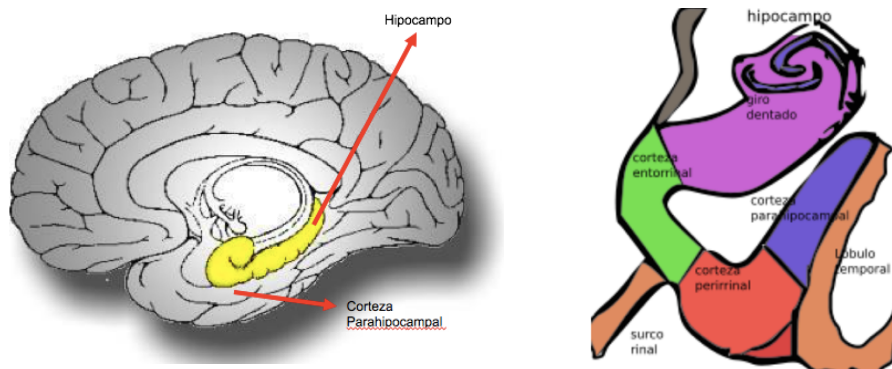 Hipocampo
Corteza
Parahipocampal
hipocampo
giro
dentado
corteza
entorrinal
corteza
parahipocampal
Lóbulo
temporal
corteza
perirrinal
surco
rinal